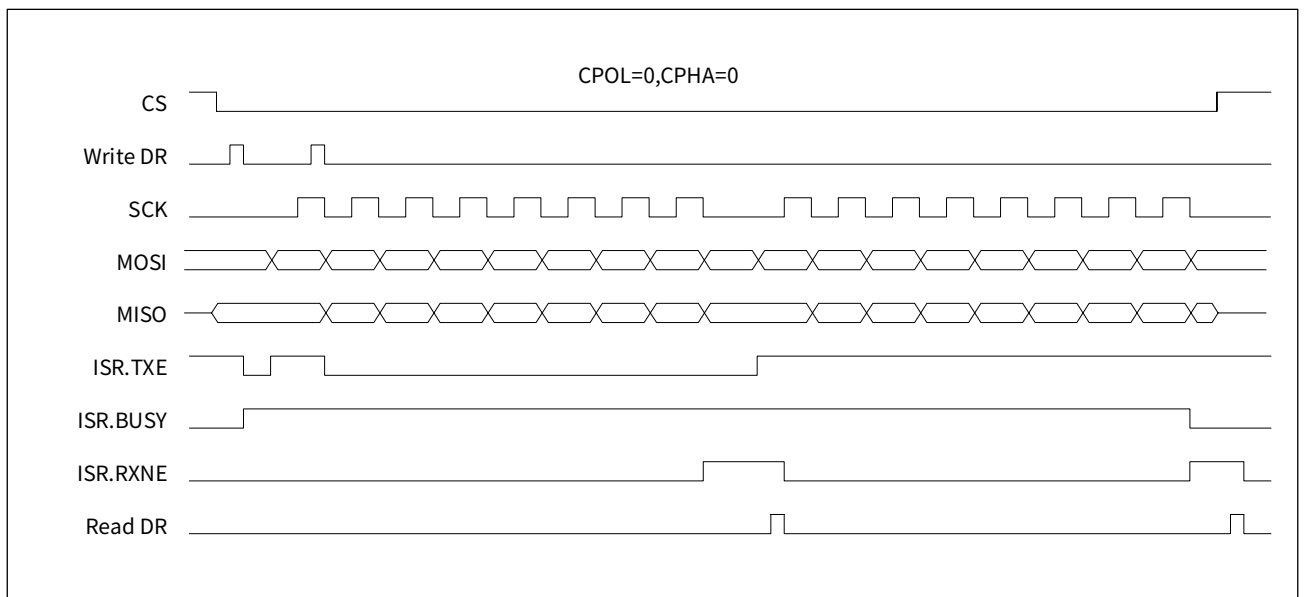 CPOL=0,CPHA=0
CS
Write DR
SCK
MOSI
MISO
ISR.TXE
ISR.BUSY
ISR.RXNE
Read DR